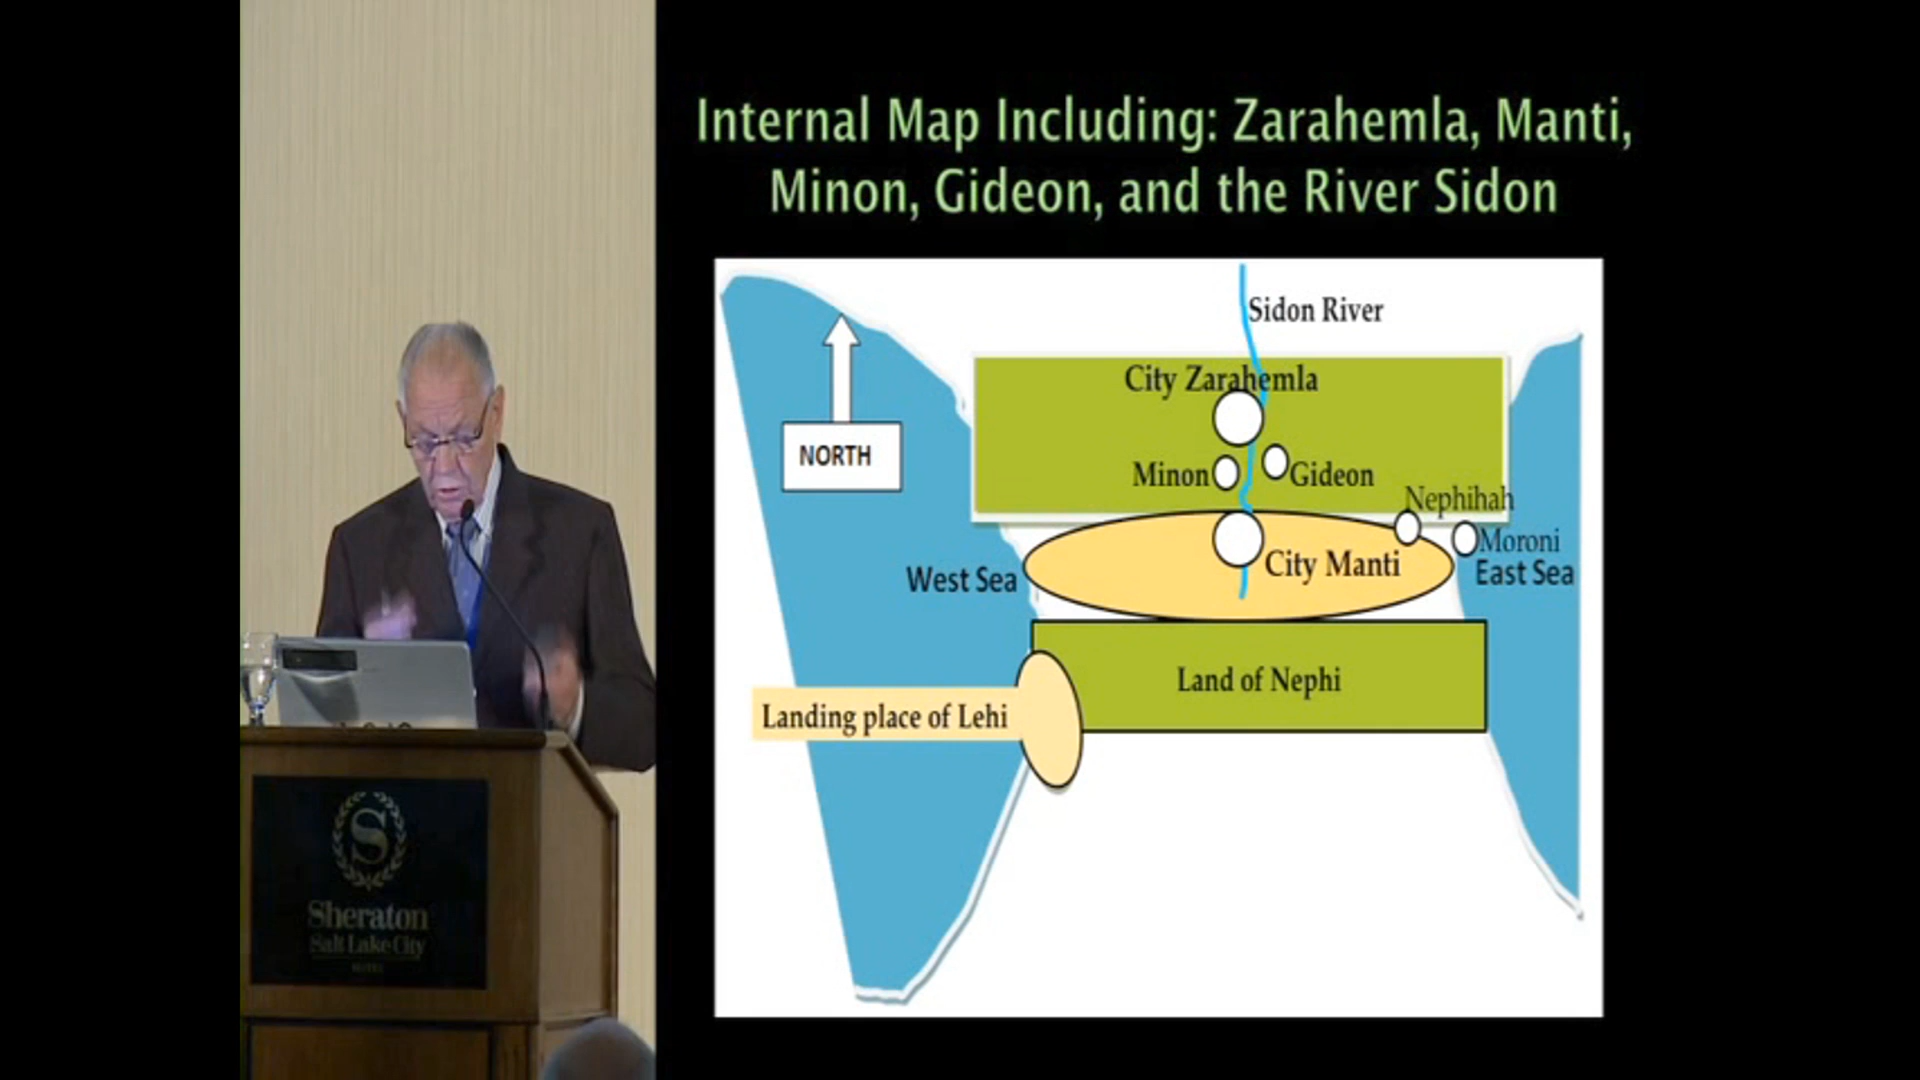 Internal Map Including: Zarahemla, Manti,
Minon, Gideon, and the River Sidon
Sidon River
City Zarahemla
NORTH
Minon
Gideon
Nephihah
Moroni
City Manti
East Sea
West Sea
Land of Nephi
Landing place of Lehi
S
Sheraton
Salt Lake City
HOTEL